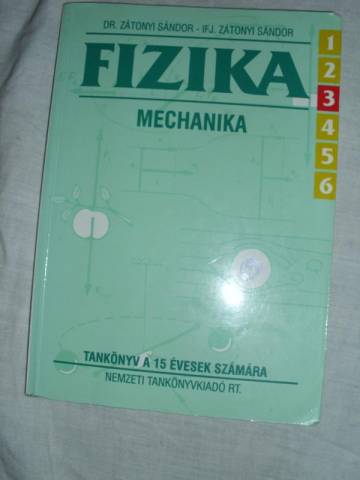 DR. ZÁTONYI SÁNDOR - IFJ. ZÁTONYI SÁNDOR
FIZIKA
MECHANIKA
1
2
3
4
5
6
TANKÖNYV A 15 ÉVESEK SZÁMÁRA
NEMZETI TANKÖNYVKIADÓ RT.